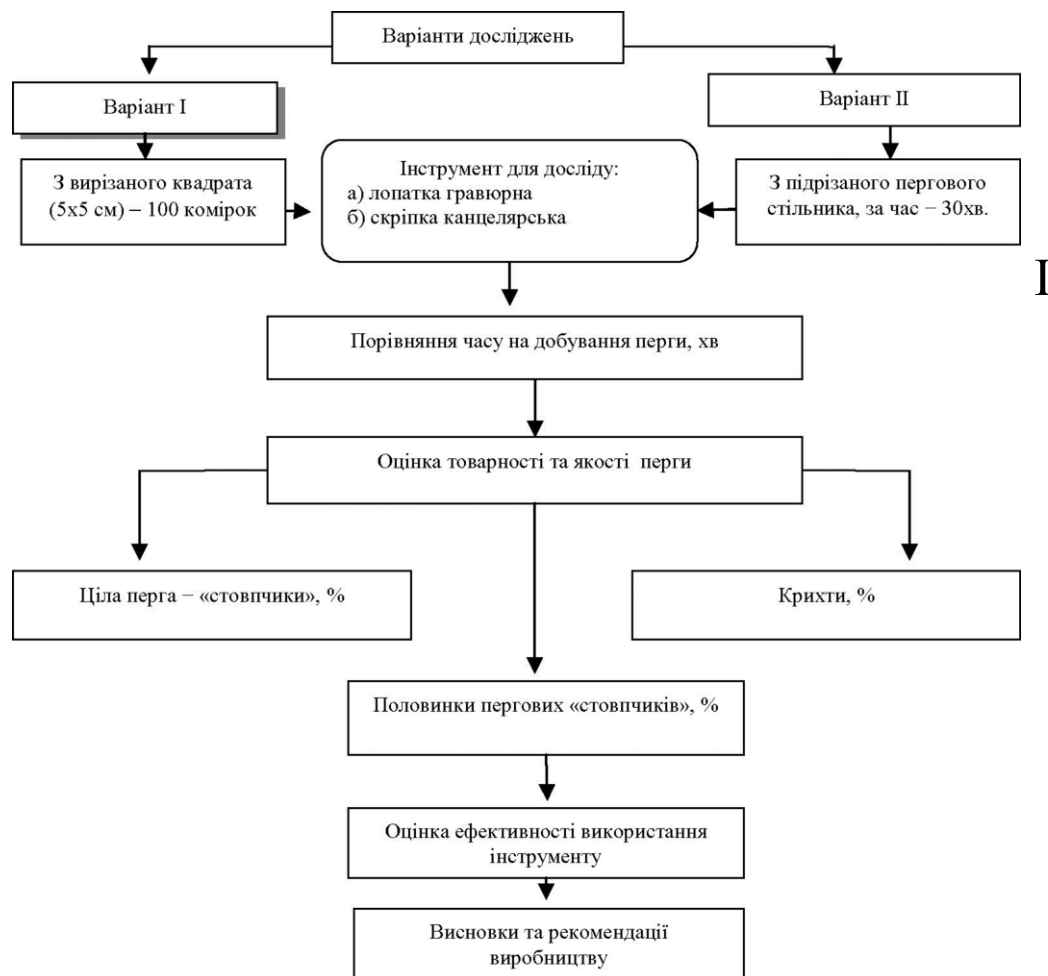 Варіанти досліджень
Варіант І
Варіант ІІ
З вирізаного квадрата
(5х5 см) – 100 комірок
Інструмент для досліду:
а) лопатка гравюрна
б) скріпка канцелярська
З підрізаного пергового
стільника, за час – 30хв.
І
Порівняння часу на добування перги, хв
Оцінка товарності та якості перги
Ціла перга – «стовпчики», %
Крихти, %
Половинки пергових «стовпчиків», %
Оцінка ефективності використання
інструменту
Висновки та рекомендації
виробництву